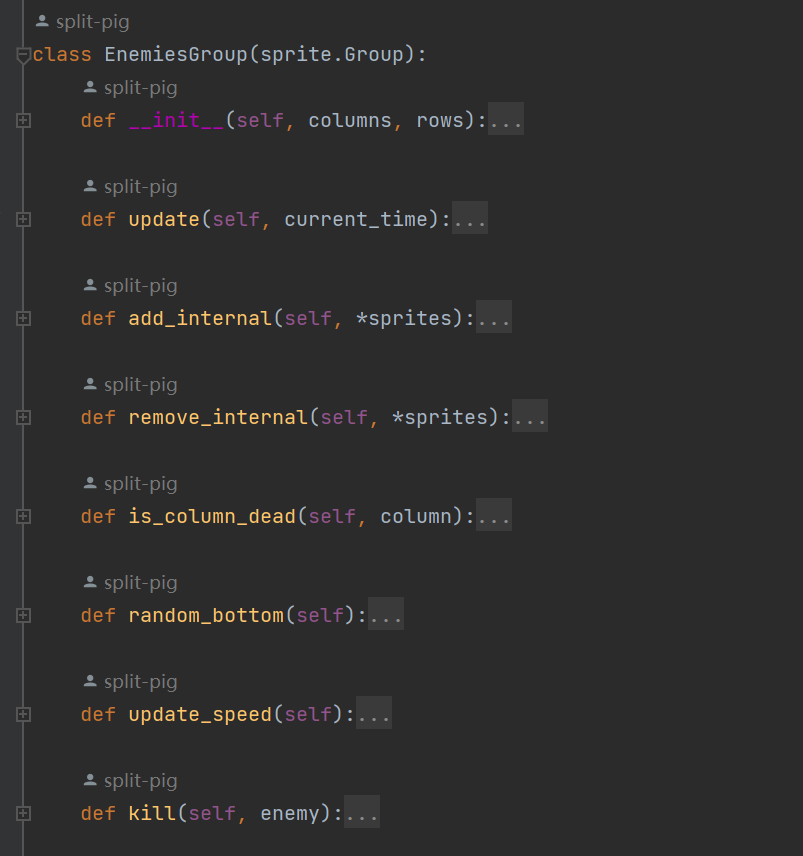 split-pig
class EnemiesGroup(sprite.Group):
split-pig
def __init__(self, columns, rows):...
split-pig
def update(self, current_time):...
split-pig
def add_internal(self, *sprites):...
split-pig
def remove_internal(self, *sprites):...
split-pig
def is_column_dead(self, column):...
split-pig
def random_bottom(self):...
split-pig
def update_speed(self):...
split-pig
def kill(self, enemy):...